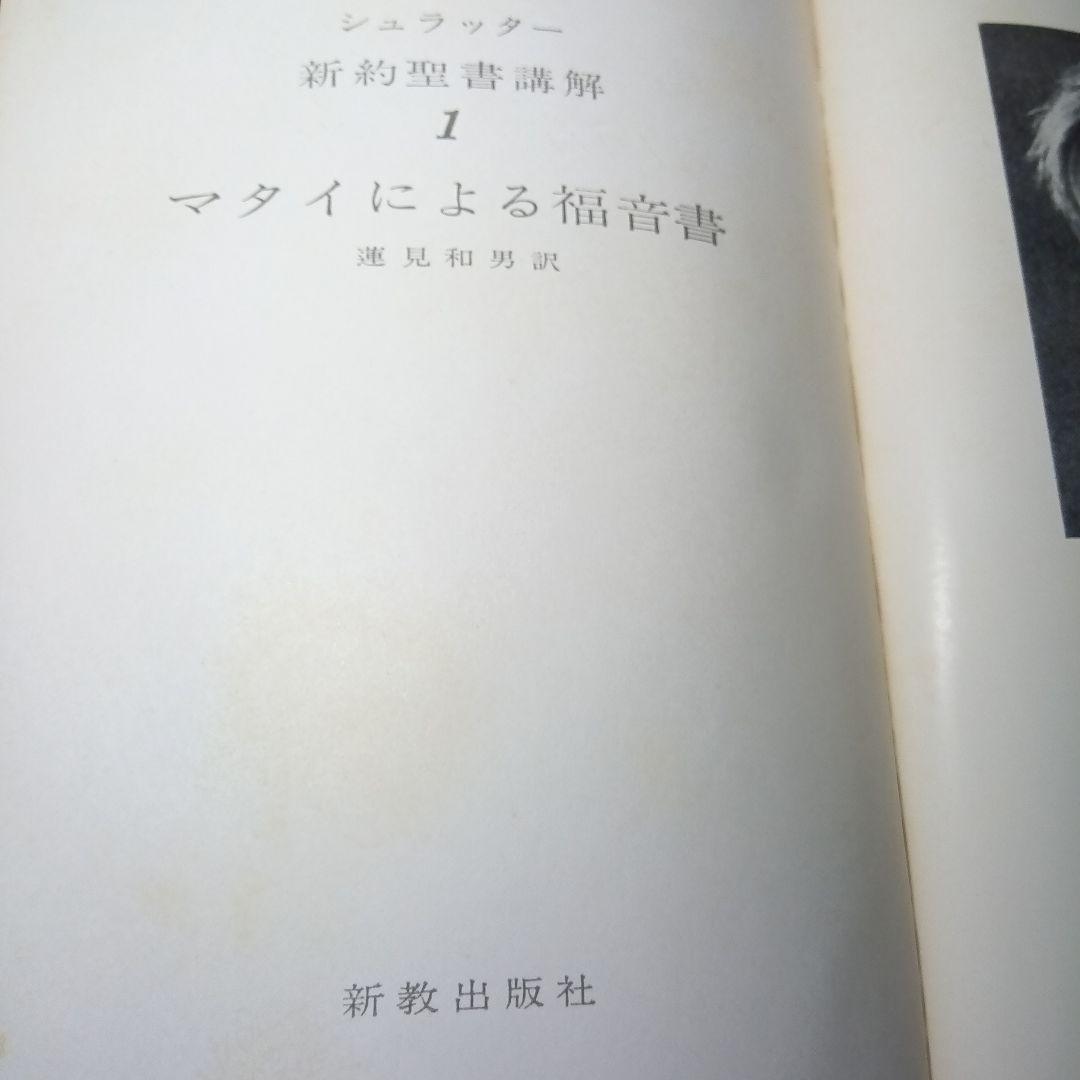 シュラッター
新約聖書講解
1
マタイによる福音書
蓮見和男訳
新教出版社